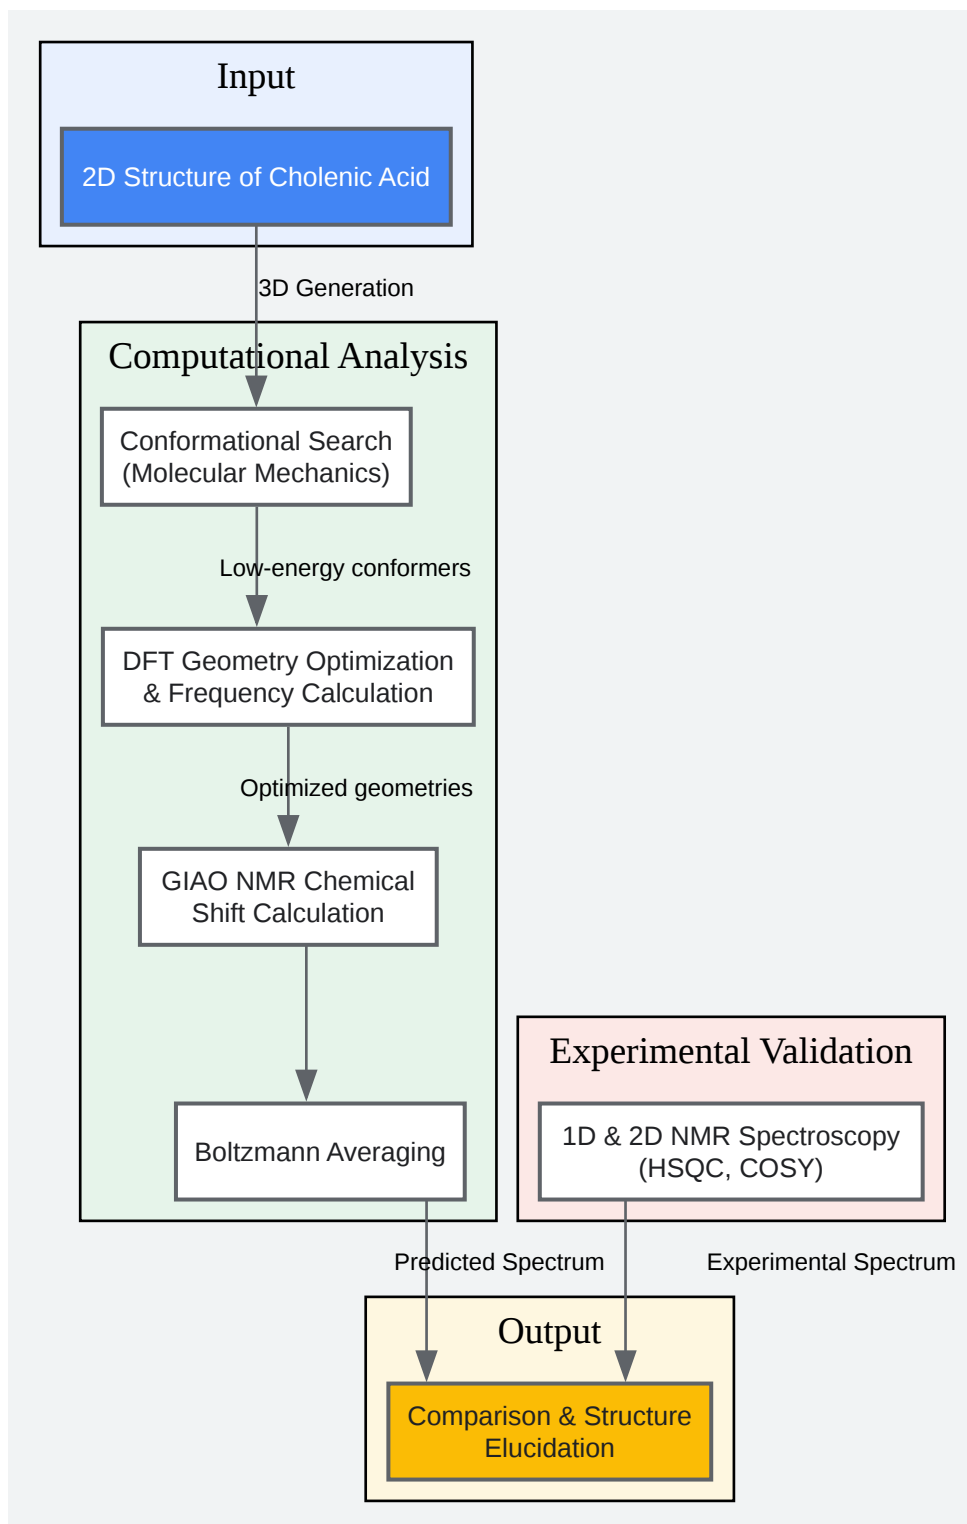 Input
2D Structure of Cholenic Acid
3D Generation
Computational Analysis
Conformational Search
(Molecular Mechanics)
Low-energy conformers
DFT Geometry Optimization
& Frequency Calculation
Optimized geometries
GIAO NMR Chemical
Shift Calculation
Boltzmann Averaging
Experimental Validation
1D & 2D NMR Spectroscopy
(HSQC, COSY)
Predicted Spectrum
Experimental Spectrum
Output
Comparison & Structure
Elucidation